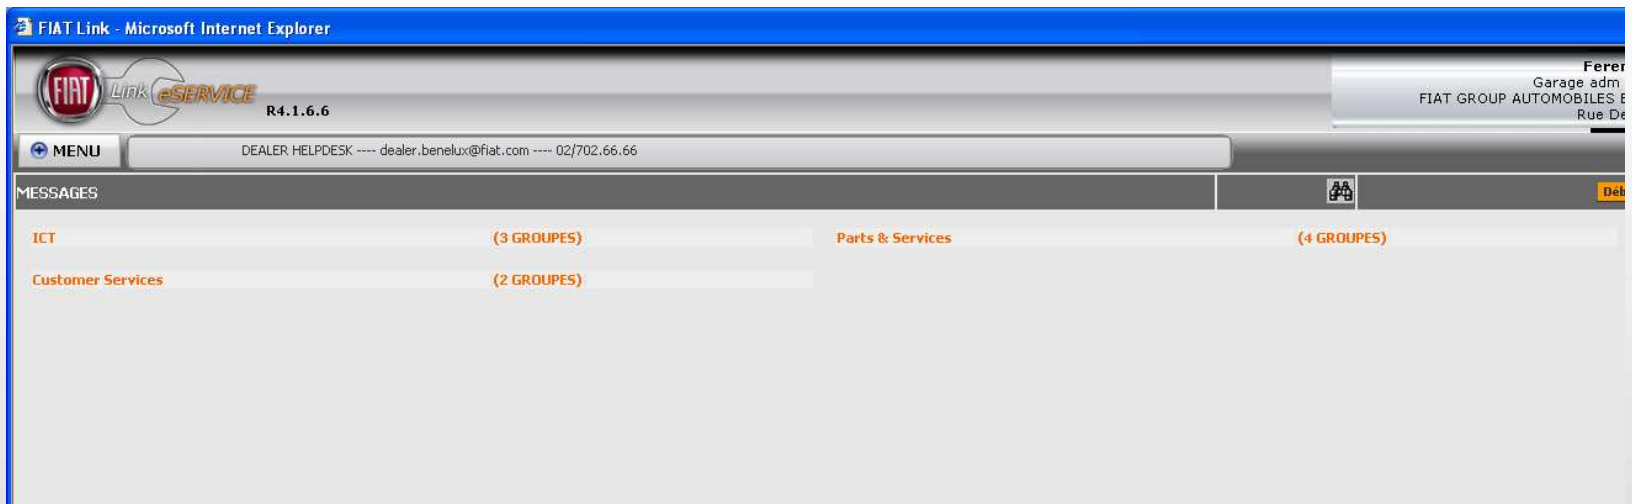 FIAT Link - Microsoft Internet Explorer
FIAT Link eSERVICE
R4.1.6.6
Garage adm
FIAT GROUP AUTOMOBILES
Rue
MENU
DEALER HELPDESK ---- dealer.benelux@fiat.com ---- 02/702.66.66
MESSAGES
ICT (3 GROUPES) Parts & Services (4 GROUPES)
Customer Services (2 GROUPES)